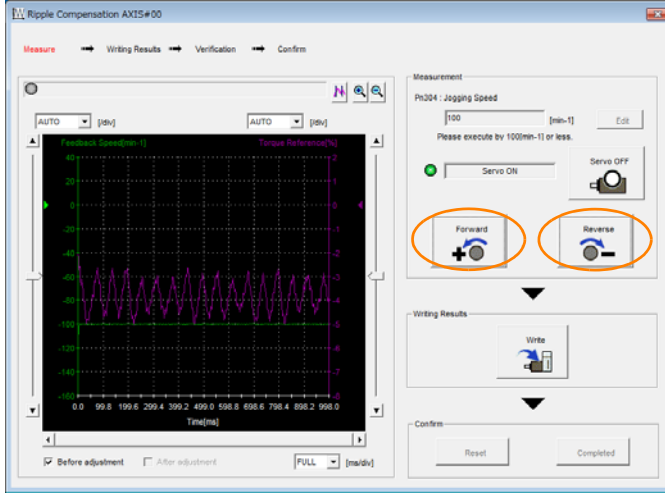 Ripple Compensation AXIS#00
Measure Writing Results Verification Confirm
AUTO [/div] AUTO [/div]
Feedback Speed[min-1] Torque Reference[%]
40 2
20 1
0 0
-20 -1
-40 -2
-60 -3
-80 -4
-100 -5
-120 -6
-140 -7
-160 -8
0.0 99.8 199.6 299.4 399.2 499.0 598.8 698.6 798.4 898.2 998.0
Time[ms]
Before adjustment After adjustment FULL [ms/div]
Measurement
Pn304 : Jogging Speed
100 [min-1] Edit
Please execute by 100[min-1] or less.
Servo ON
Servo OFF
Forward
Reverse
Writing Results
Write
Confirm
Reset
Completed